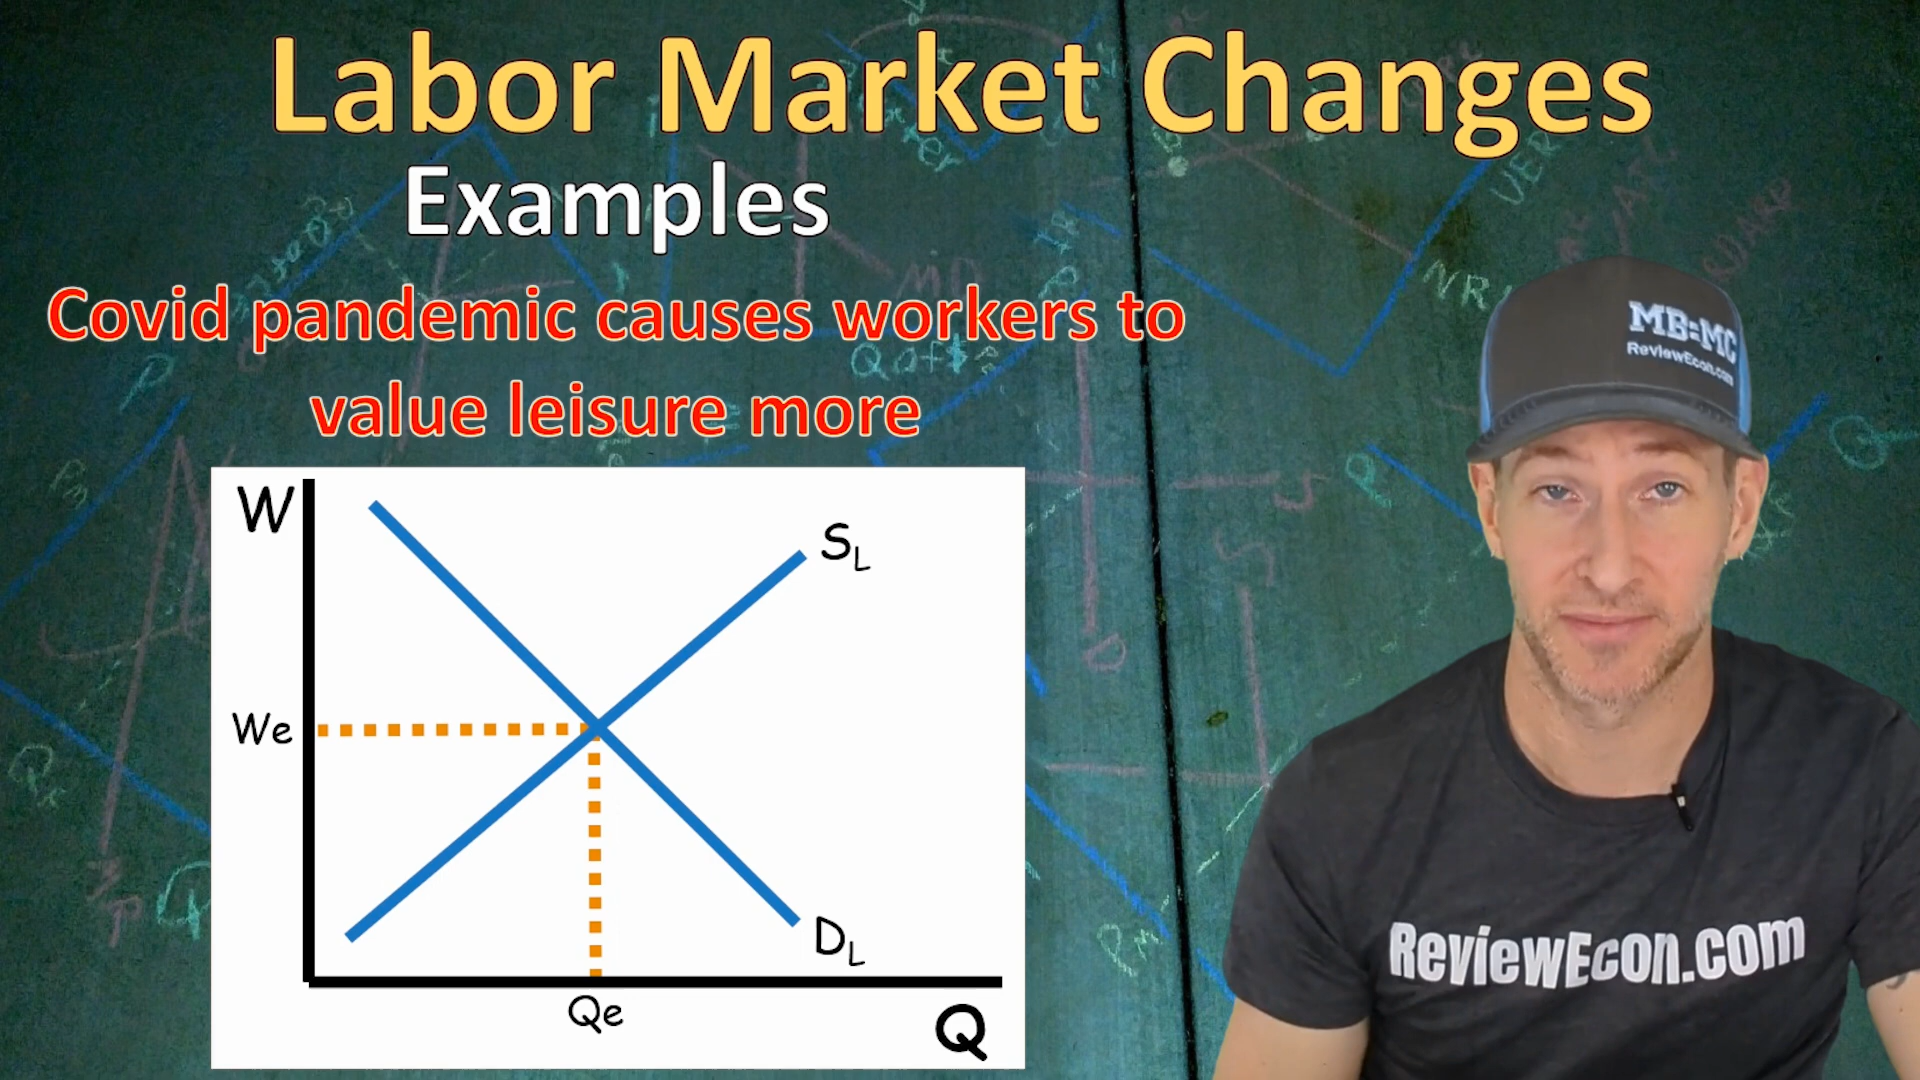 Labor Market Changes
Examples
Covid pandemic causes workers to
value leisure more
W
SL
We
DL
Qe
Q
MB=MC
ReviewEcon.com
ReviewEcon.com